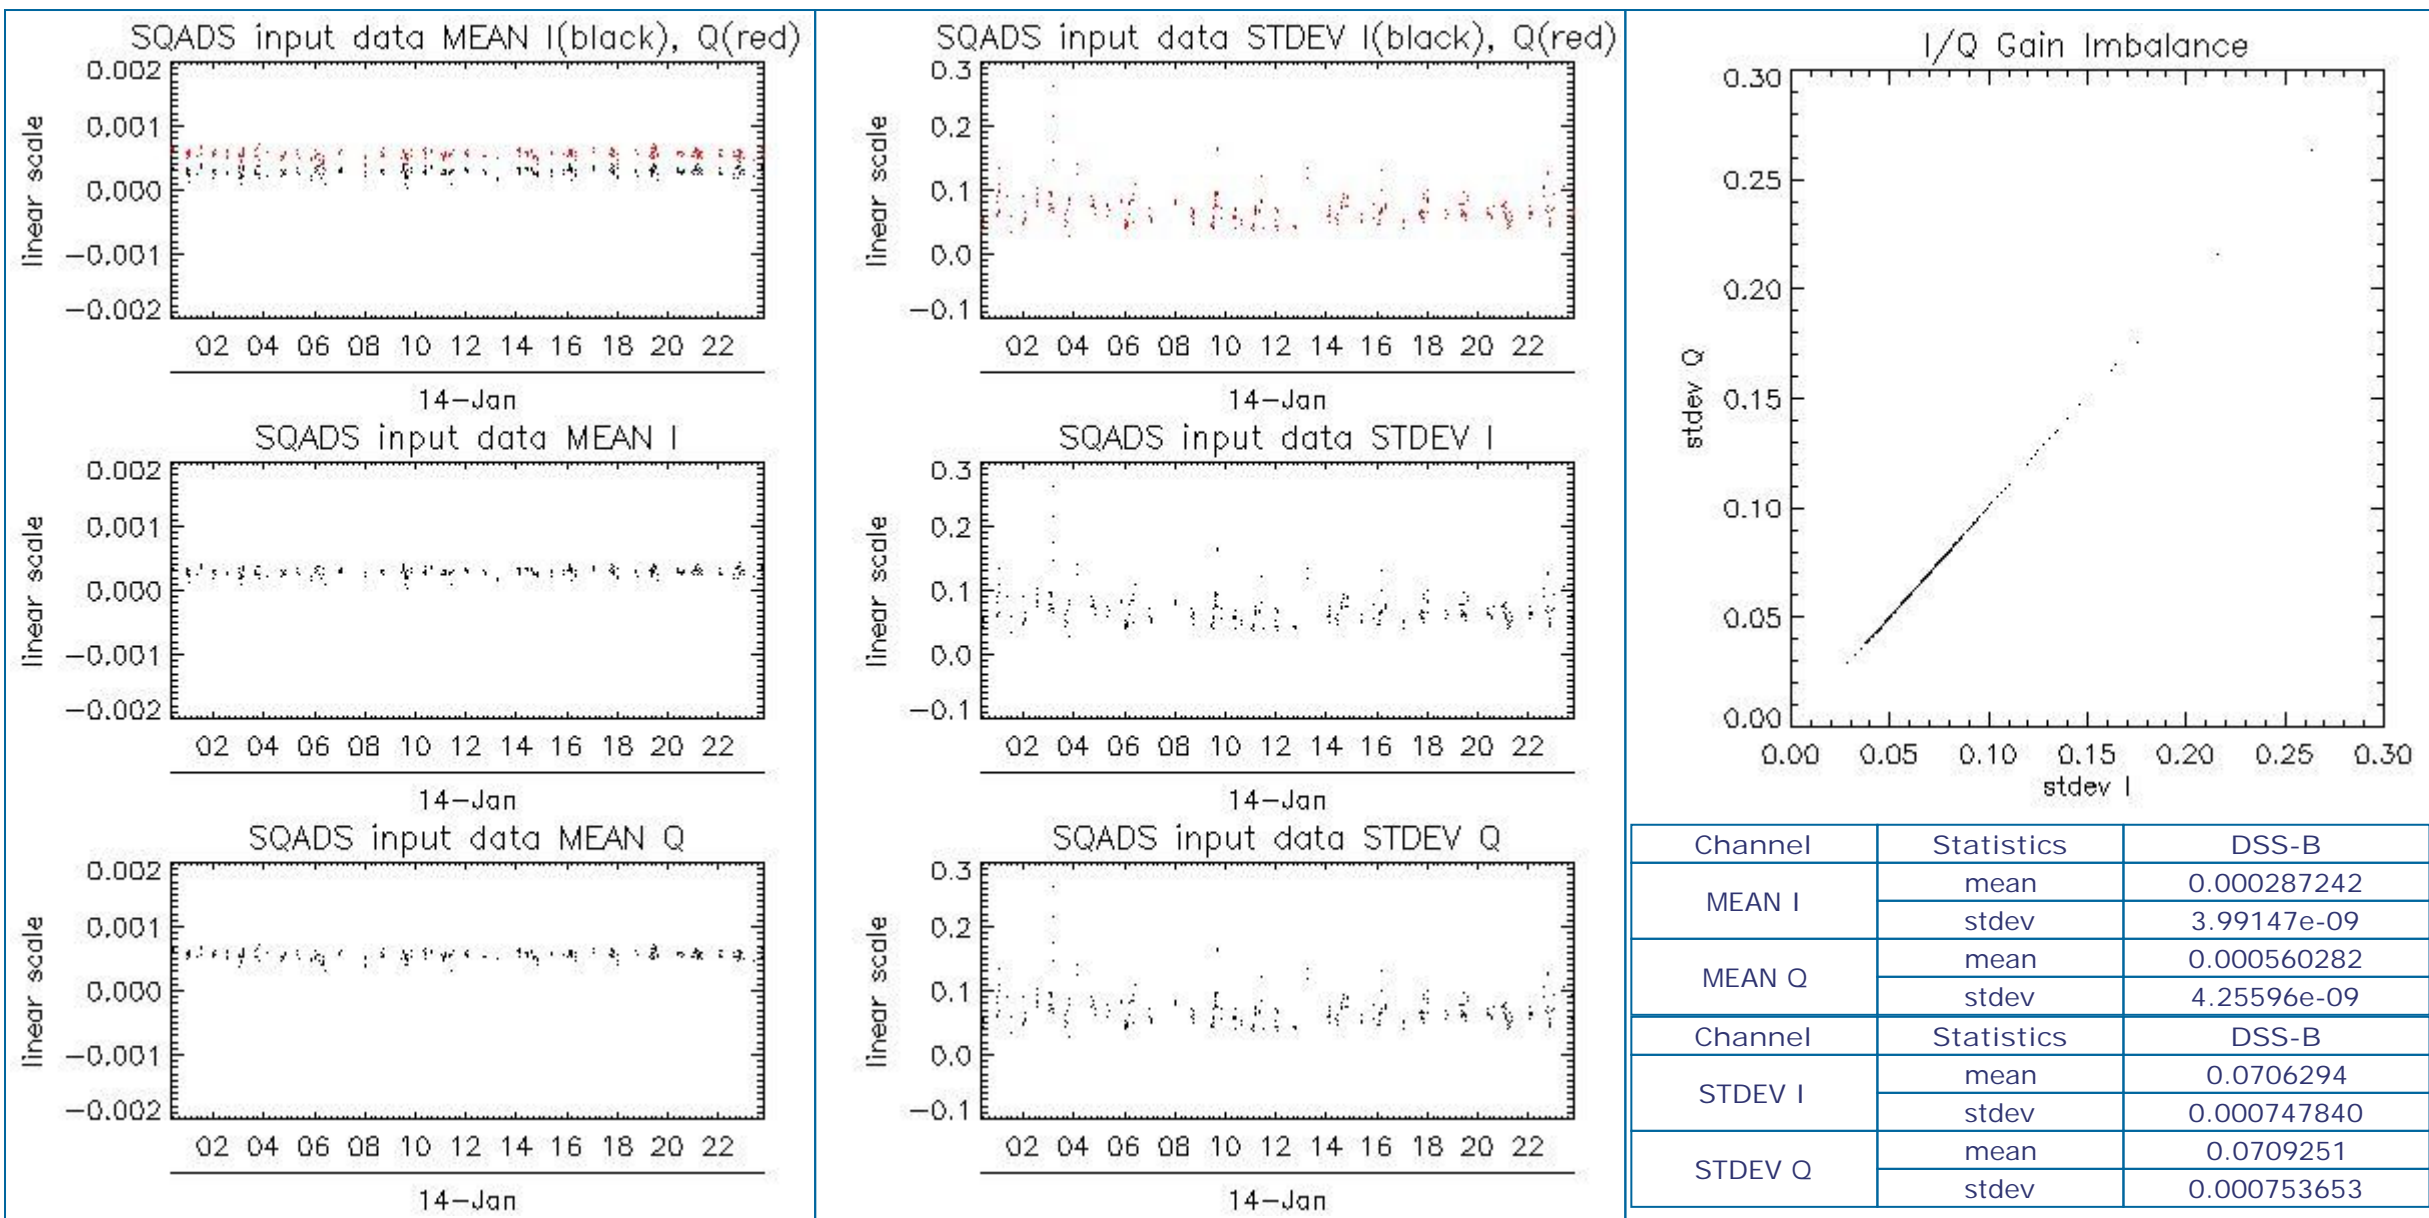 SQADS input data MEAN I(black), Q(red)
linear scale
0.002
0.001
0.000
−0.001
−0.002
02 04 06 08 10 12 14 16 18 20 22
14−Jan
SQADS input data MEAN I
linear scale
0.002
0.001
0.000
−0.001
−0.002
02 04 06 08 10 12 14 16 18 20 22
14−Jan
SQADS input data MEAN Q
linear scale
0.002
0.001
0.000
−0.001
−0.002
02 04 06 08 10 12 14 16 18 20 22
14−Jan
SQADS input data STDEV I(black), Q(red)
linear scale
0.3
0.2
0.1
0.0
−0.1
02 04 06 08 10 12 14 16 18 20 22
14−Jan
SQADS input data STDEV I
linear scale
0.3
0.2
0.1
0.0
−0.1
02 04 06 08 10 12 14 16 18 20 22
14−Jan
SQADS input data STDEV Q
linear scale
0.3
0.2
0.1
0.0
−0.1
02 04 06 08 10 12 14 16 18 20 22
14−Jan
I/Q Gain Imbalance
stdev Q
0.30
0.25
0.20
0.15
0.10
0.05
0.00
0.00 0.05 0.10 0.15 0.20 0.25 0.30
stdev I
Channel Statistics DSS-B
MEAN I mean 0.000287242
stdev 3.99147e-09
MEAN Q mean 0.000560282
stdev 4.25596e-09
Channel Statistics DSS-B
STDEV I mean 0.0706294
stdev 0.000747840
STDEV Q mean 0.0709251
stdev 0.000753653